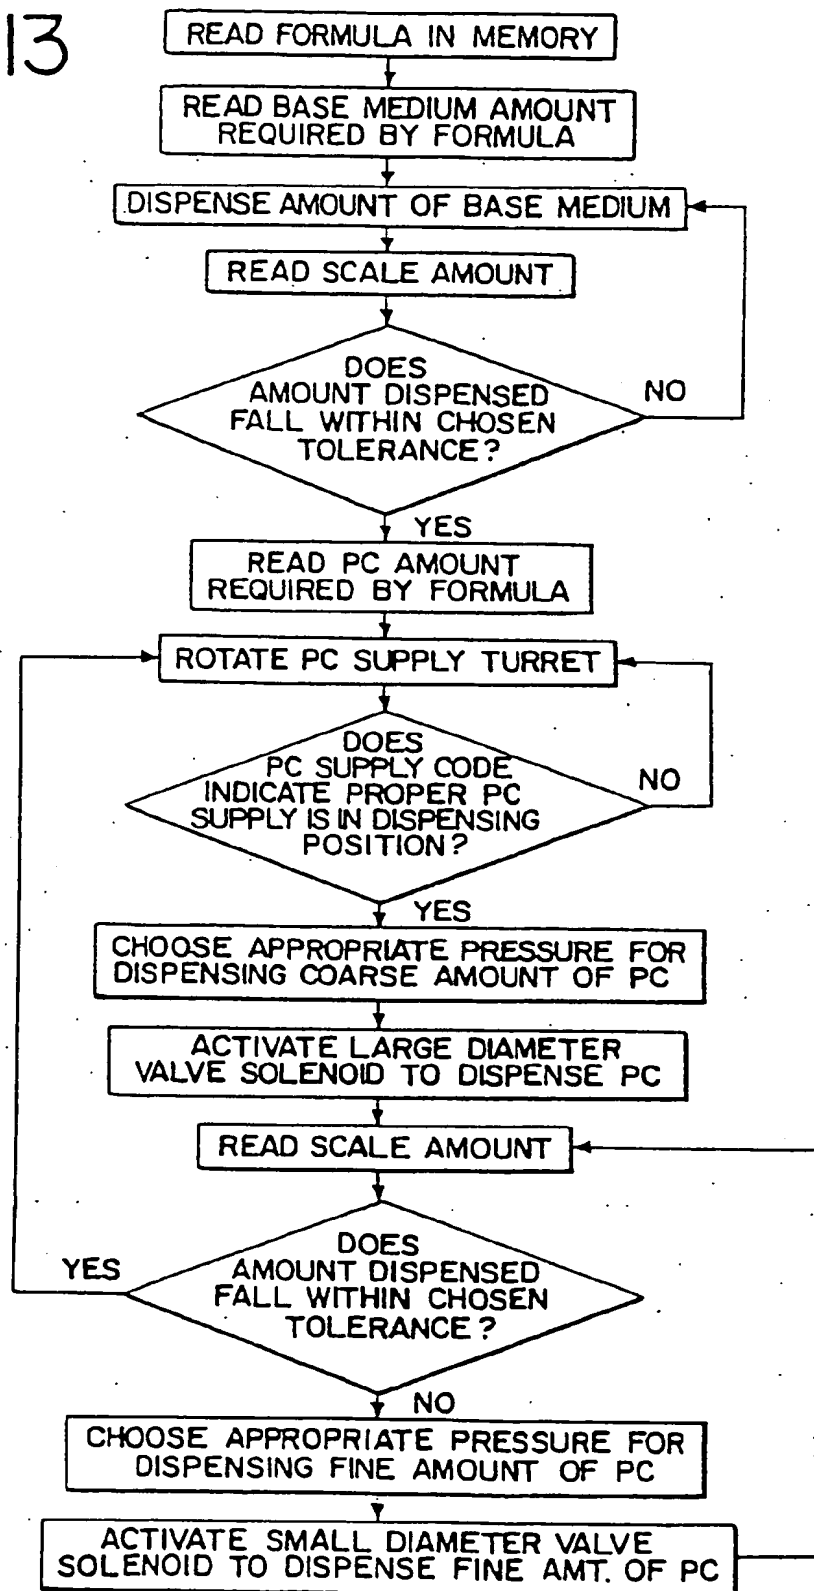 13
READ FORMULA IN MEMORY
READ BASE MEDIUM AMOUNT
REQUIRED BY FORMULA
DISPENSE AMOUNT OF BASE MEDIUM
READ SCALE AMOUNT
DOES
AMOUNT DISPENSED
FALL WITHIN CHOSEN
TOLERANCE?
NO
YES
READ PC AMOUNT
REQUIRED BY FORMULA
ROTATE PC SUPPLY TURRET
DOES
PC SUPPLY CODE
INDICATE PROPER PC
SUPPLY IS IN DISPENSING
POSITION?
NO
YES
CHOOSE APPROPRIATE PRESSURE FOR
DISPENSING COARSE AMOUNT OF PC
ACTIVATE LARGE DIAMETER
VALVE SOLENOID TO DISPENSE PC
READ SCALE AMOUNT
YES
DOES
AMOUNT DISPENSED
FALL WITHIN CHOSEN
TOLERANCE?
NO
CHOOSE APPROPRIATE PRESSURE FOR
DISPENSING FINE AMOUNT OF PC
ACTIVATE SMALL DIAMETER VALVE
SOLENOID TO DISPENSE FINE AMT. OF PC